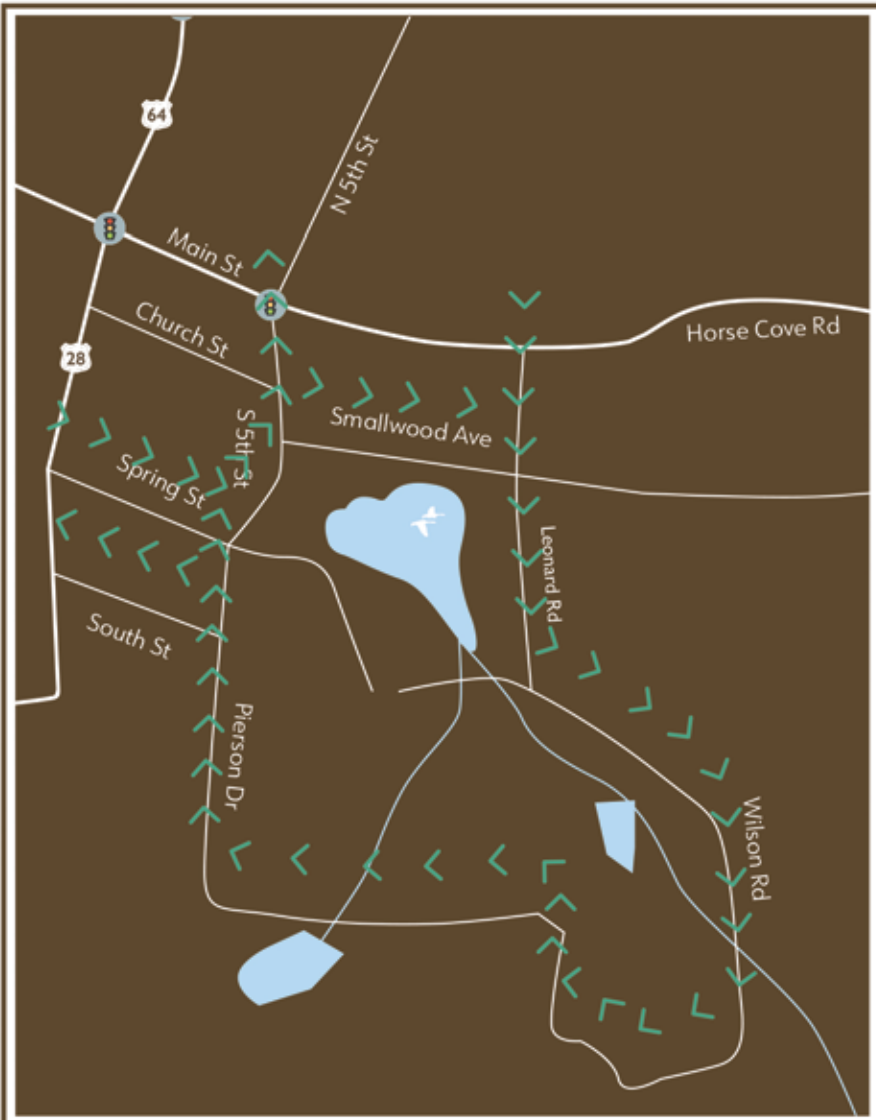 64
N 5th St
Main St
Church St
Horse Cove Rd
28
S 5th St
Smallwood Ave
Spring St
Leonard Rd
South St
Pierson Dr
Wilson Rd